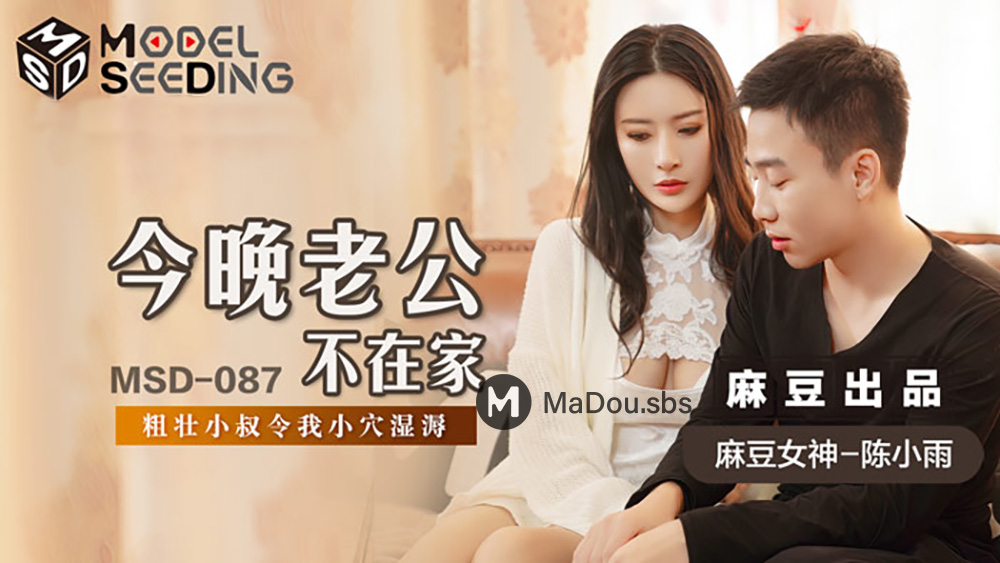 MSD
MODEL
SEEDING
今晚老公
不在家
MSD-087
粗壮小叔令我小穴湿溽
M MaDou.sbs
麻豆出品
麻豆女神-陈小雨